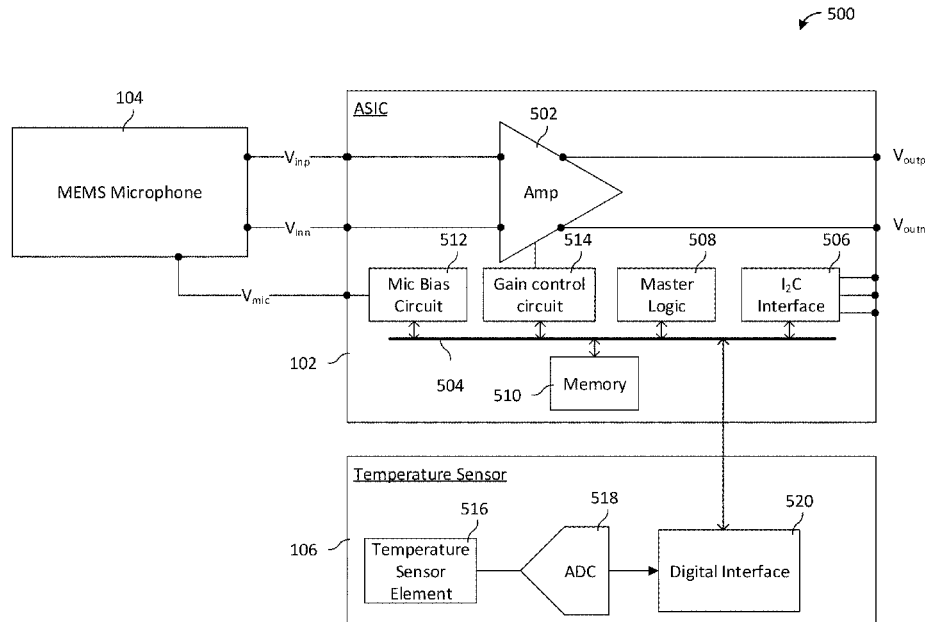 500
104
ASIC
502
MEMS Microphone
Vinp
Amp
Voutp
Vinn
Voutn
512
514
508
506
Vmic
Mic Bias
Circuit
Gain control
circuit
Master
Logic
I2C
Interface
102
504
510
Memory
Temperature Sensor
516
518
520
106
Temperature
Sensor
Element
ADC
Digital Interface